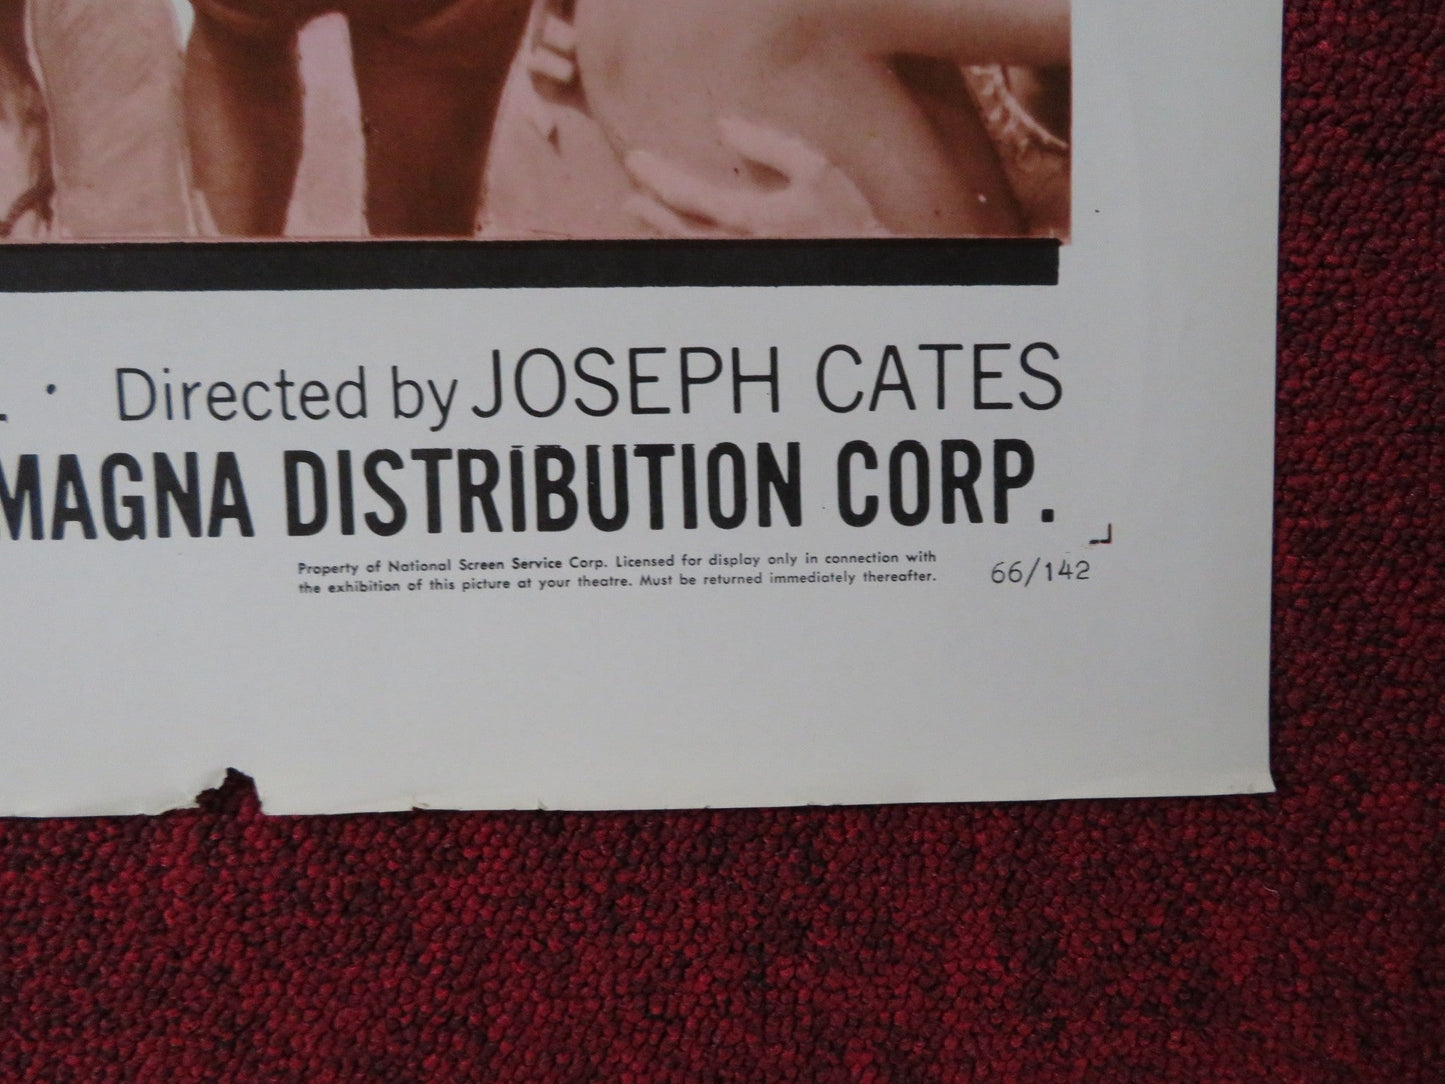 . · Directed by JOSEPH CATES
MAGNA DISTRIBUTION CORP.
Property of National Screen Service Corp. Licensed for display only in connection with
the exhibition of this picture at your theatre. Must be returned immediately thereafter.
66/142